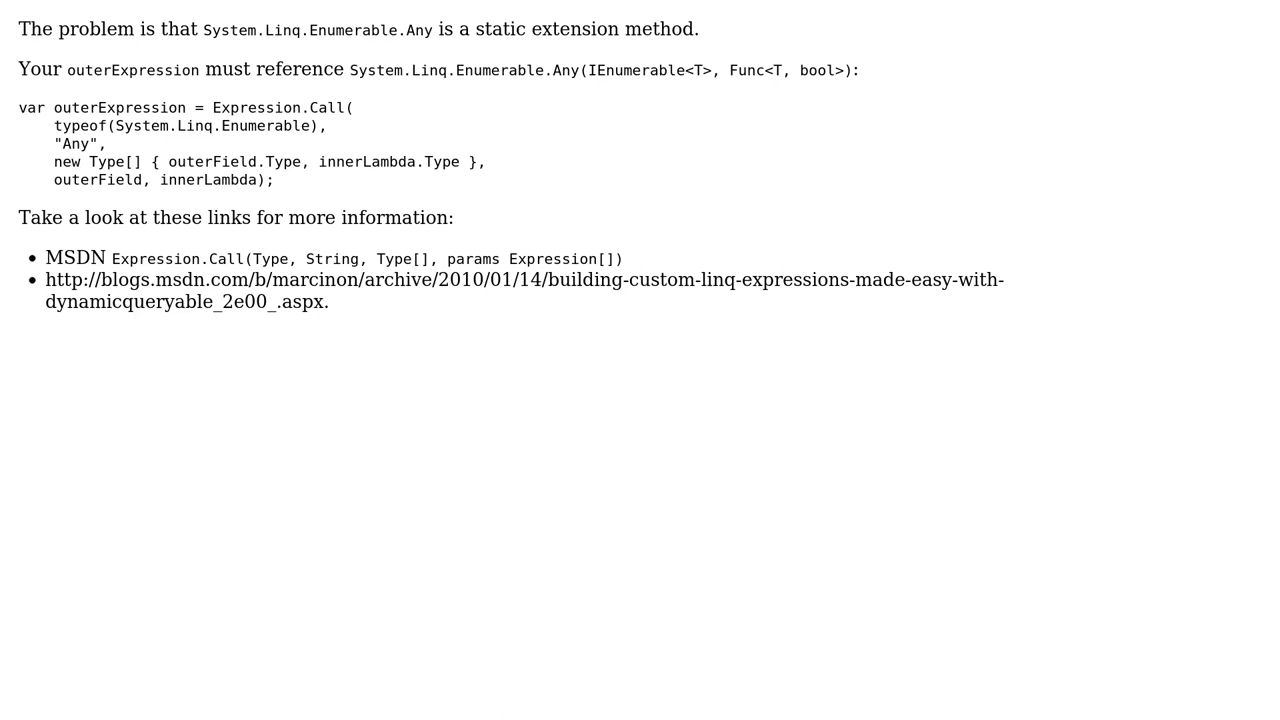 The problem is that System.Linq.Enumerable.Any is a static extension method.
Your outerExpression must reference System.Linq.Enumerable.Any(IEnumerable<T>, Func<T, bool>):
var outerExpression = Expression.Call(
    typeof(System.Linq.Enumerable),
    "Any",
    new Type[] { outerField.Type, innerLambda.Type },
    outerField, innerLambda);
Take a look at these links for more information:
• MSDN Expression.Call(Type, String, Type[], params Expression[])
• http://blogs.msdn.com/b/marcinon/archive/2010/01/14/building-custom-linq-expressions-made-easy-with-
dynamicqueryable_2e00_.aspx.